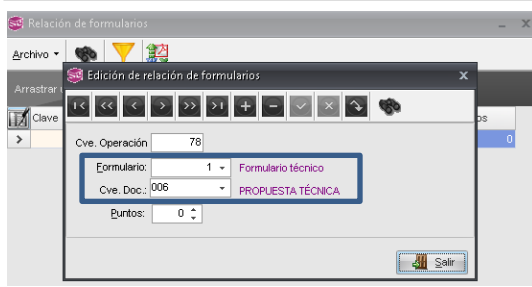 Relación de formularios
Archivo
Edición de relación de formularios
Arrastrar
Clave
os
Cve. Operación 78
0
Formulario: 1 Formulario técnico
Cve. Doc.: 006 PROPUESTA TÉCNICA
Puntos: 0
Salir